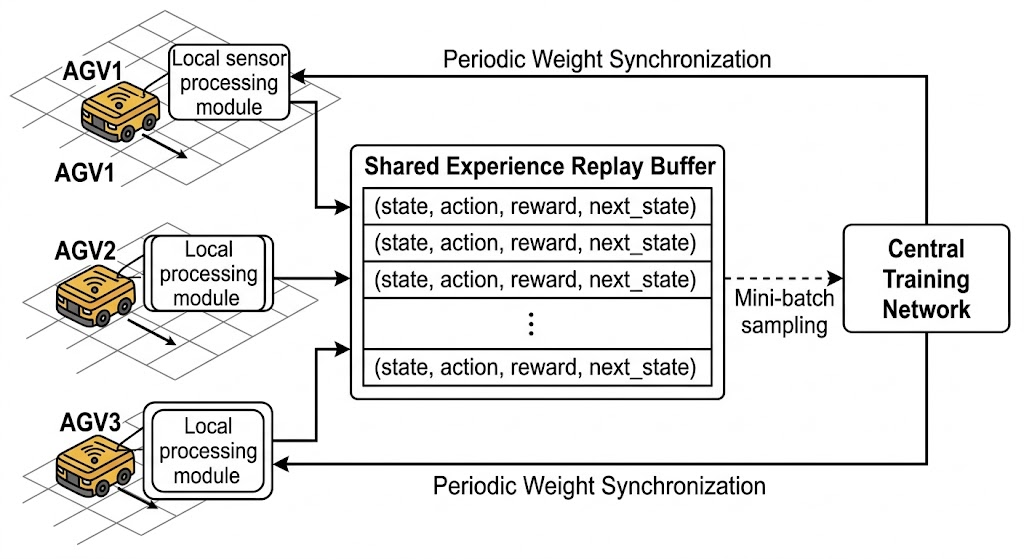 AGV1
Local sensor
processing
module
AGV1
Periodic Weight Synchronization
Shared Experience Replay Buffer
(state, action, reward, next_state)
(state, action, reward, next_state)
(state, action, reward, next_state)
⋮
(state, action, reward, next_state)
AGV2
Local
processing
module
Mini-batch
sampling
Central
Training
Network
AGV3
Local
processing
module
Periodic Weight Synchronization